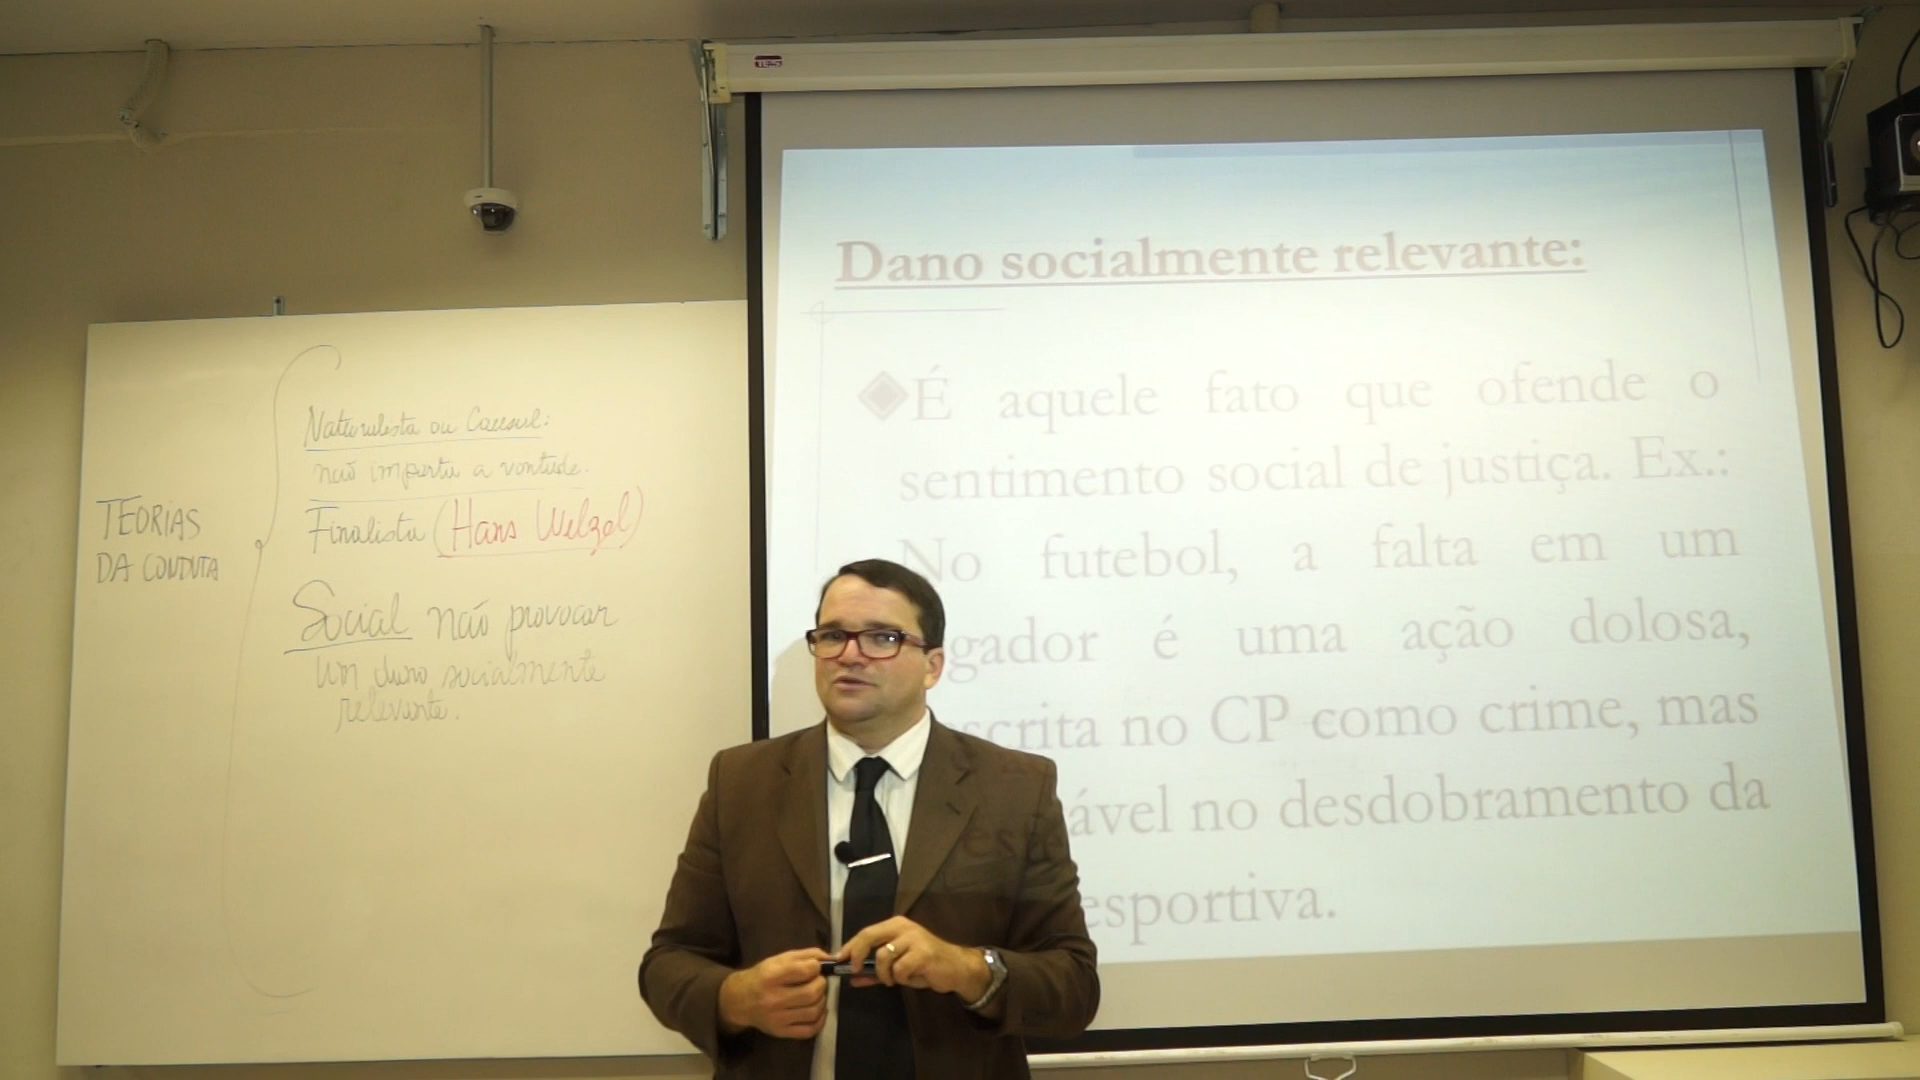 TEORIAS
DA CONDUTA
Naturalista ou Causal:
não importa a vontade.
Finalista (Hans Welzel)
Social não provocar
um dano socialmente
relevante.
Dano socialmente relevante:
É aquele fato que ofende o
sentimento social de justiça. Ex.:
No futebol, a falta em um
gador é uma ação dolosa,
scrita no CP como crime, mas
ável no desdobramento da
esportiva.